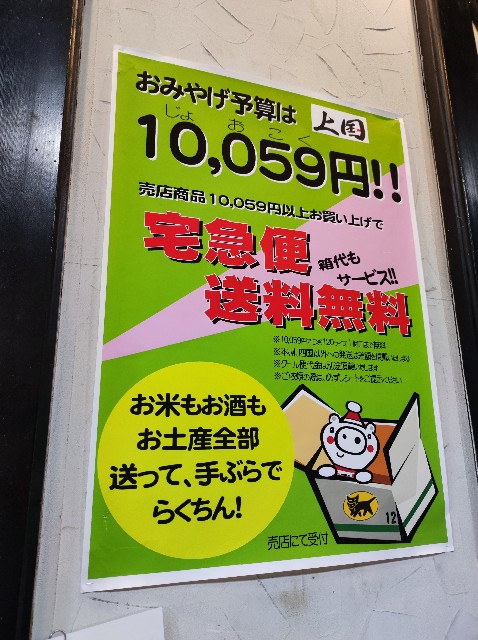 おみやげ予算は 上国
じょ お こ く
10,059円!!
売店商品10,059円以上お買い上げで
宅急便
箱代も
サービス!!
送料無料
お米もお酒も
お土産全部
送って、手ぶらで
らくちん!
12
売店にて受付